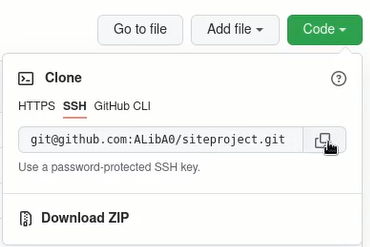 Go to file Add file Code
Clone
HTTPS SSH GitHub CLI
git@github.com:ALibA0/siteproject.git
Use a password-protected SSH key.
Download ZIP